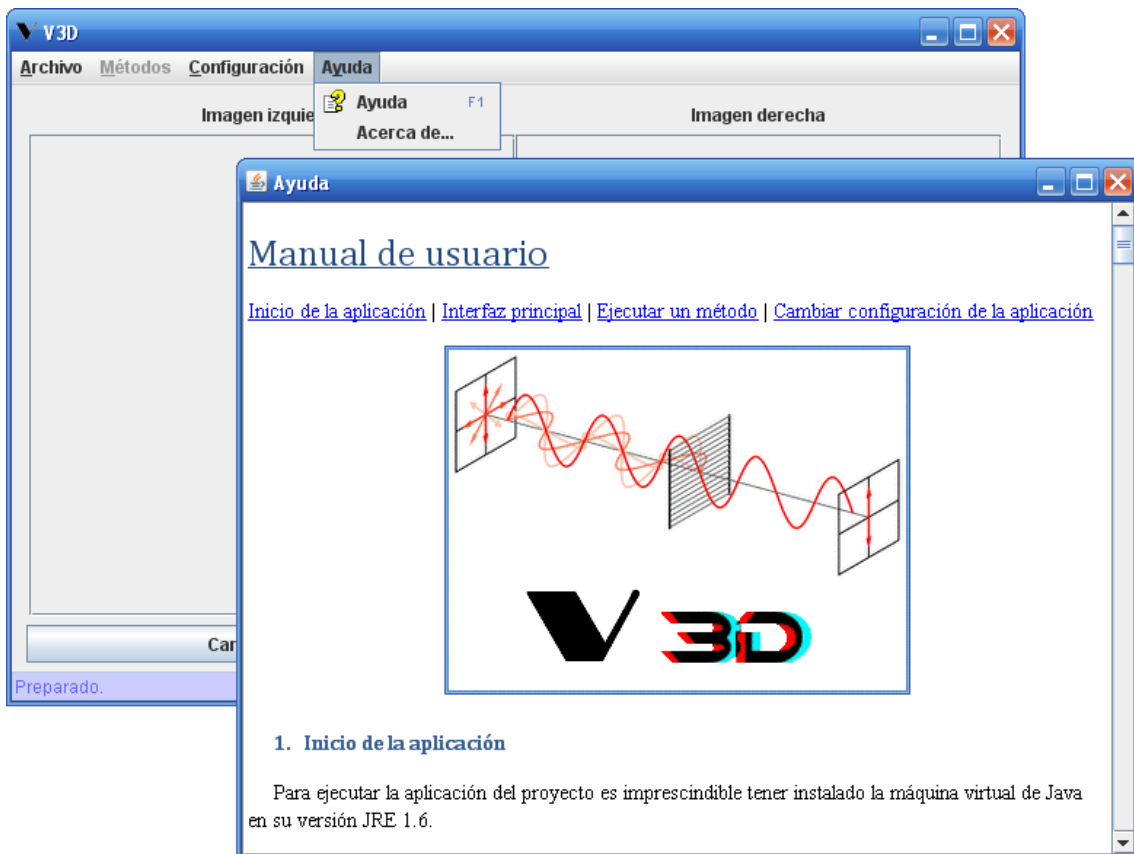 V3D
Archivo Métodos Configuración Ayuda
Ayuda F1
Acerca de...
Imagen derecha
Imagen
Preparado.
Ayuda
Manual de usuario
Inicio de la aplicación | Interfaz principal | Ejecutar un método | Cambiar configuración de la aplicación
V 3D
1. Inicio de la aplicación
Para ejecutar la aplicación del proyecto es imprescindible tener instalado la máquina virtual de Java
en su versión JRE 1.6.